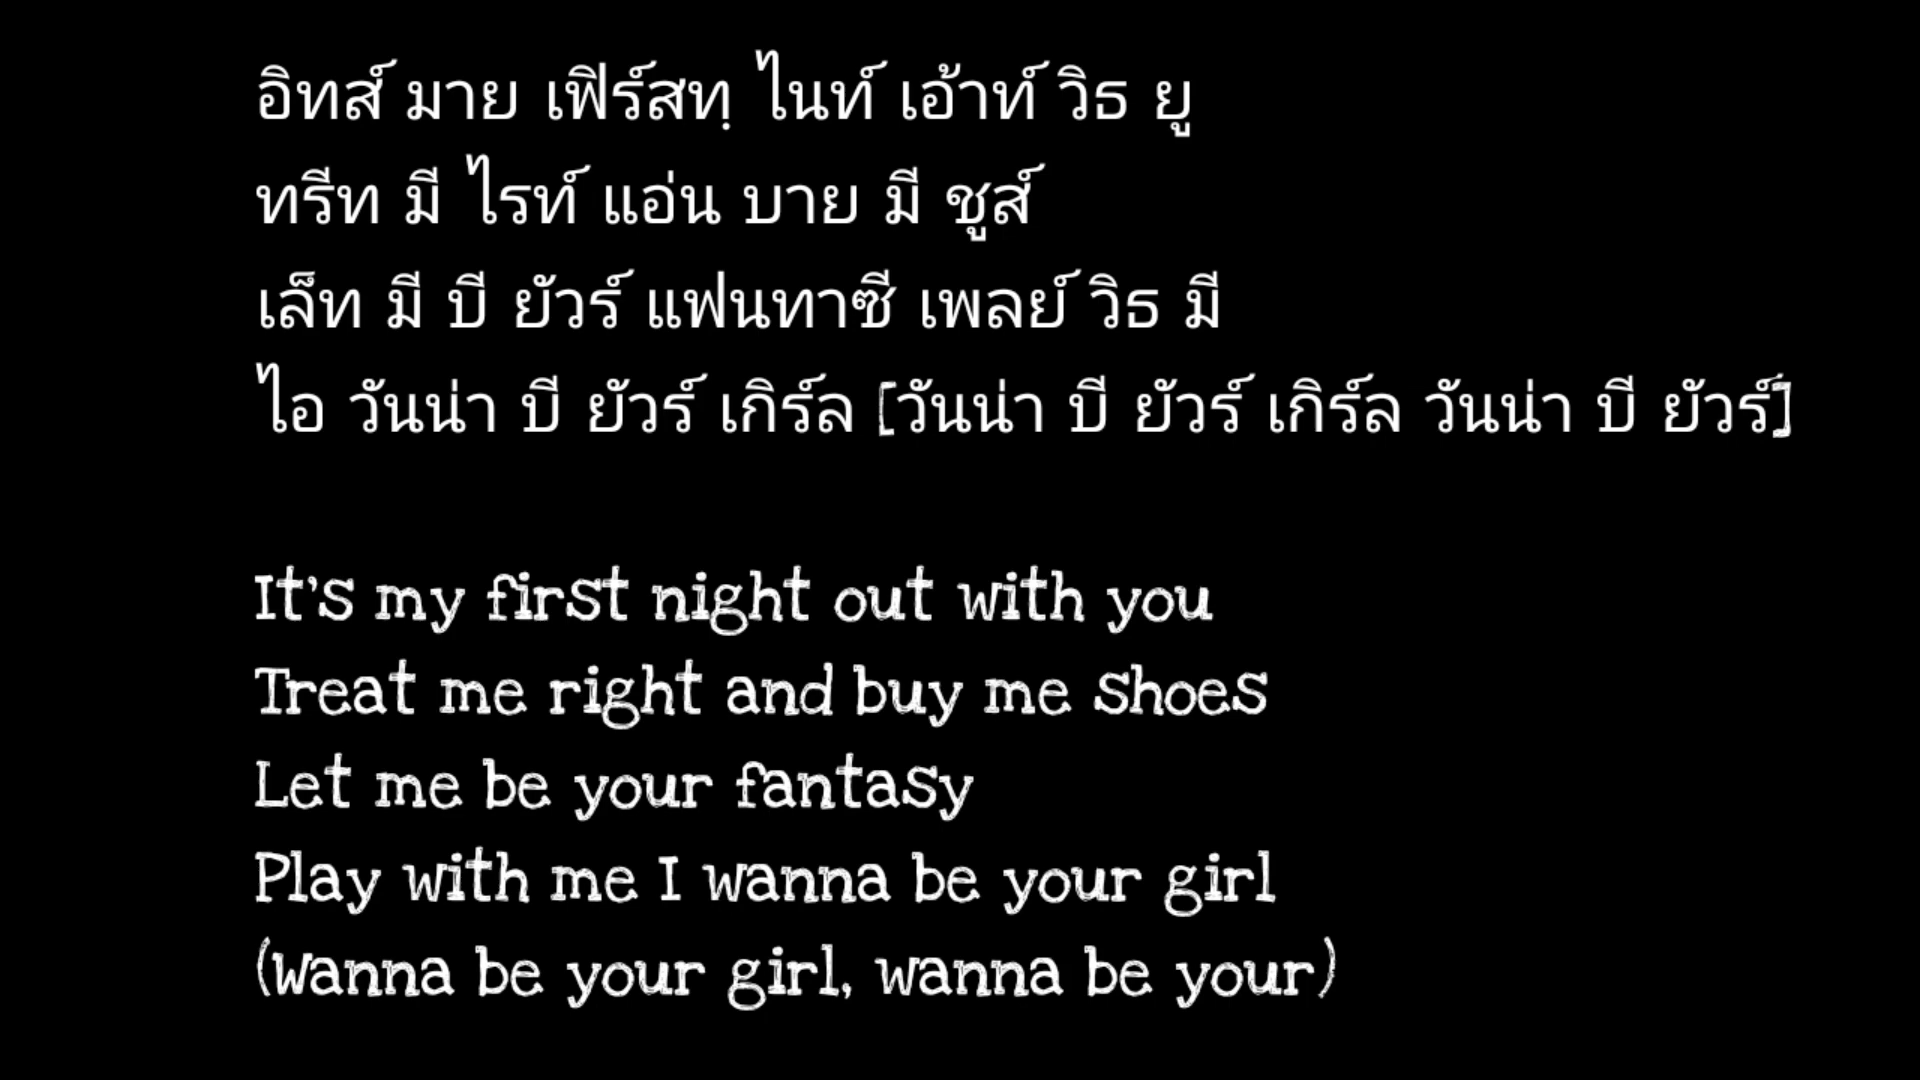 อิทส์ มาย เฟิร์สทฺ ไนท์ เอ้าท์ วิธ ยู
ทรีท มี ไรท์ แอ่น บาย มี ชูส์
เล็ท มี บี ยัวร์ แฟนทาซี เพลย์ วิธ มี
ไอ วันน่า บี ยัวร์ เกิร์ล [วันน่า บี ยัวร์ เกิร์ล วันน่า บี ยัวร์]
It's my first night out with you
Treat me right and buy me shoes
Let me be your fantasy
Play with me I wanna be your girl
(Wanna be your girl, wanna be your)